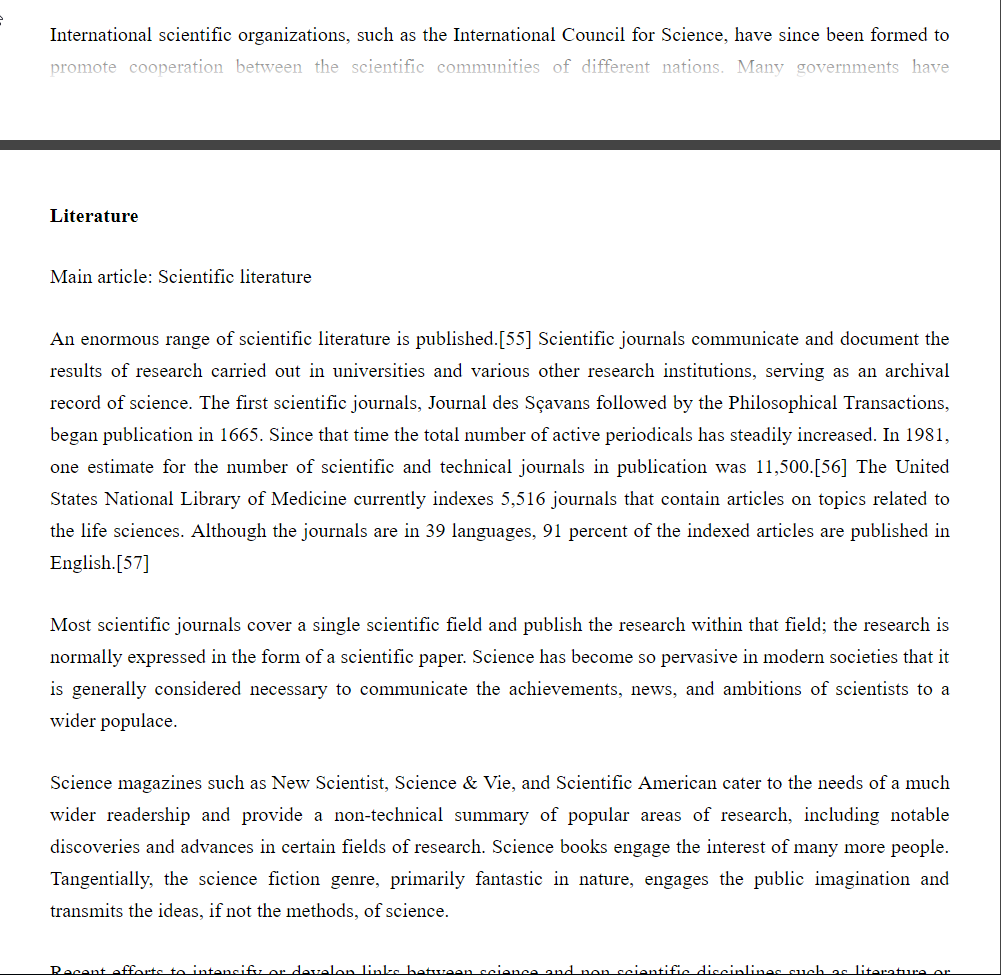 International scientific organizations, such as the International Council for Science, have since been formed to
promote cooperation between the scientific communities of different nations. Many governments have
Literature
Main article: Scientific literature
An enormous range of scientific literature is published.[55] Scientific journals communicate and document the
results of research carried out in universities and various other research institutions, serving as an archival
record of science. The first scientific journals, Journal des Sçavans followed by the Philosophical Transactions,
began publication in 1665. Since that time the total number of active periodicals has steadily increased. In 1981,
one estimate for the number of scientific and technical journals in publication was 11,500.[56] The United
States National Library of Medicine currently indexes 5,516 journals that contain articles on topics related to
the life sciences. Although the journals are in 39 languages, 91 percent of the indexed articles are published in
English.[57]
Most scientific journals cover a single scientific field and publish the research within that field; the research is
normally expressed in the form of a scientific paper. Science has become so pervasive in modern societies that it
is generally considered necessary to communicate the achievements, news, and ambitions of scientists to a
wider populace.
Science magazines such as New Scientist, Science & Vie, and Scientific American cater to the needs of a much
wider readership and provide a non-technical summary of popular areas of research, including notable
discoveries and advances in certain fields of research. Science books engage the interest of many more people.
Tangentially, the science fiction genre, primarily fantastic in nature, engages the public imagination and
transmits the ideas, if not the methods, of science.
Recent efforts to intensify or develop links between science and non-scientific disciplines such as literature or